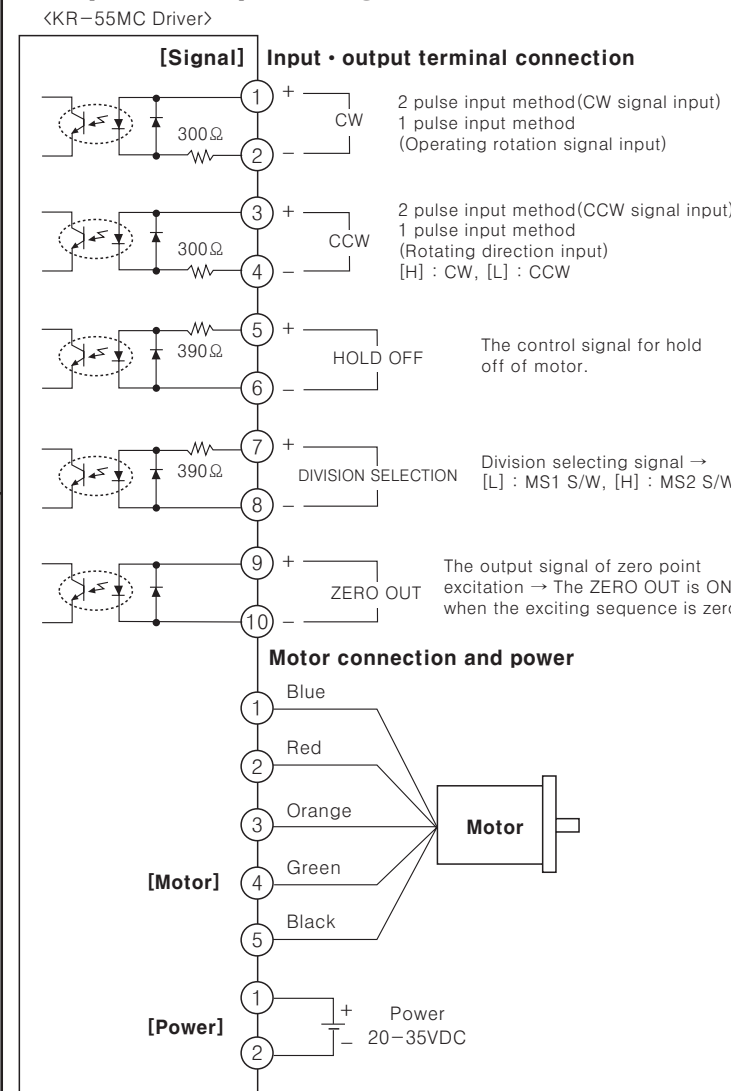 〈KR-55MC Driver〉
[Signal] Input • output terminal connection
1 +
CW
300Ω
2 −
2 pulse input method(CW signal input)
1 pulse input method
(Operating rotation signal input)
3 +
CCW
300Ω
4 −
2 pulse input method(CCW signal input)
1 pulse input method
(Rotating direction input)
[H] : CW, [L] : CCW
5 +
390Ω
HOLD OFF
6 −
The control signal for hold
off of motor.
7 +
390Ω
DIVISION SELECTION
8 −
Division selecting signal →
[L] : MS1 S/W, [H] : MS2 S/W
9 +
ZERO OUT
10 −
The output signal of zero point
excitation → The ZERO OUT is ON
when the exciting sequence is zero
Motor connection and power
1 Blue
2 Red
3 Orange
Motor
[Motor] 4 Green
5 Black
1
[Power]
+ Power
− 20−35VDC
2